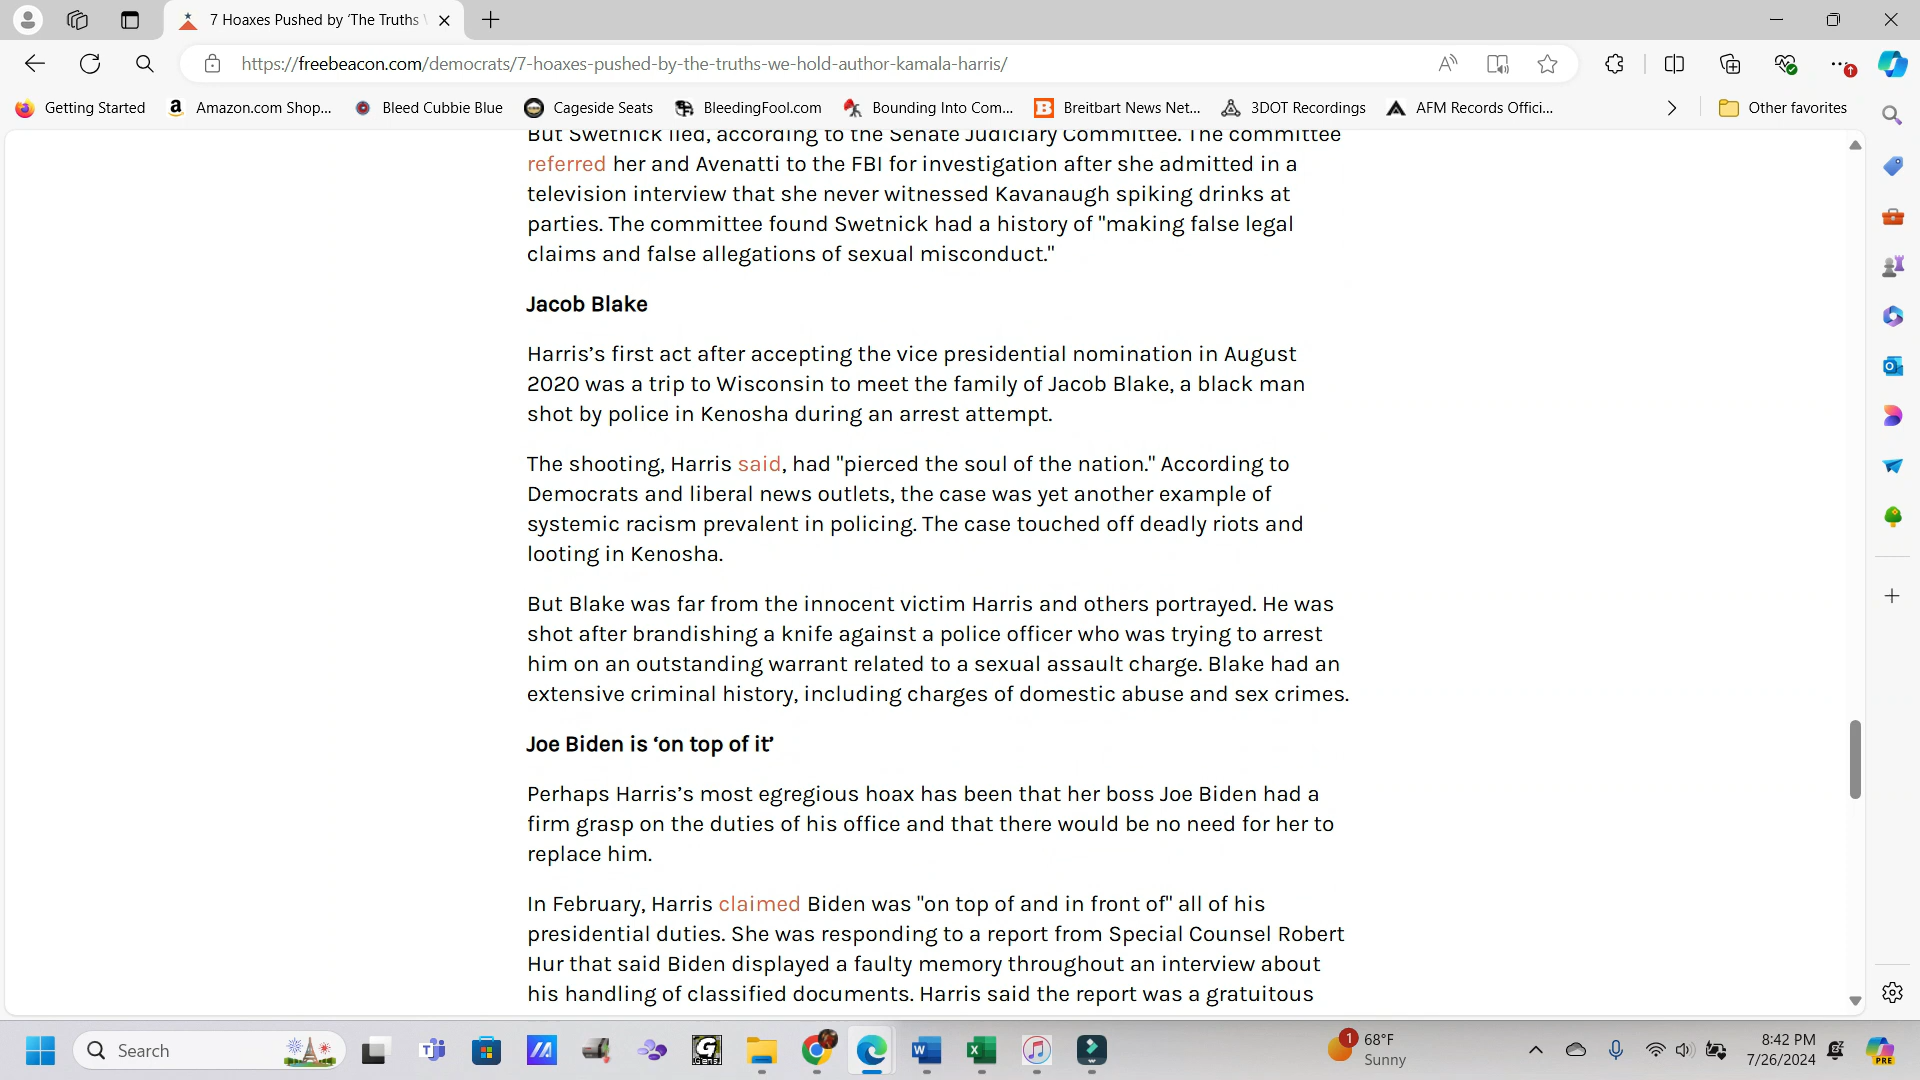 7 Hoaxes Pushed by 'The Truths
https://freebeacon.com/democrats/7-hoaxes-pushed-by-the-truths-we-hold-author-kamala-harris/
Getting Started Amazon.com Shop... Bleed Cubbie Blue Cageside Seats BleedingFool.com Bounding Into Com... Breitbart News Net... 3DOT Recordings AFM Records Offici... Other favorites
But Swetnick lied, according to the Senate Judiciary Committee. The committee
referred her and Avenatti to the FBI for investigation after she admitted in a
television interview that she never witnessed Kavanaugh spiking drinks at
parties. The committee found Swetnick had a history of "making false legal
claims and false allegations of sexual misconduct."
Jacob Blake
Harris's first act after accepting the vice presidential nomination in August
2020 was a trip to Wisconsin to meet the family of Jacob Blake, a black man
shot by police in Kenosha during an arrest attempt.
The shooting, Harris said, had "pierced the soul of the nation." According to
Democrats and liberal news outlets, the case was yet another example of
systemic racism prevalent in policing. The case touched off deadly riots and
looting in Kenosha.
But Blake was far from the innocent victim Harris and others portrayed. He was
shot after brandishing a knife against a police officer who was trying to arrest
him on an outstanding warrant related to a sexual assault charge. Blake had an
extensive criminal history, including charges of domestic abuse and sex crimes.
Joe Biden is 'on top of it'
Perhaps Harris's most egregious hoax has been that her boss Joe Biden had a
firm grasp on the duties of his office and that there would be no need for her to
replace him.
In February, Harris claimed Biden was "on top of and in front of" all of his
presidential duties. She was responding to a report from Special Counsel Robert
Hur that said Biden displayed a faulty memory throughout an interview about
his handling of classified documents. Harris said the report was a gratuitous
Search
1 68°F
Sunny
8:42 PM
7/26/2024
PRE